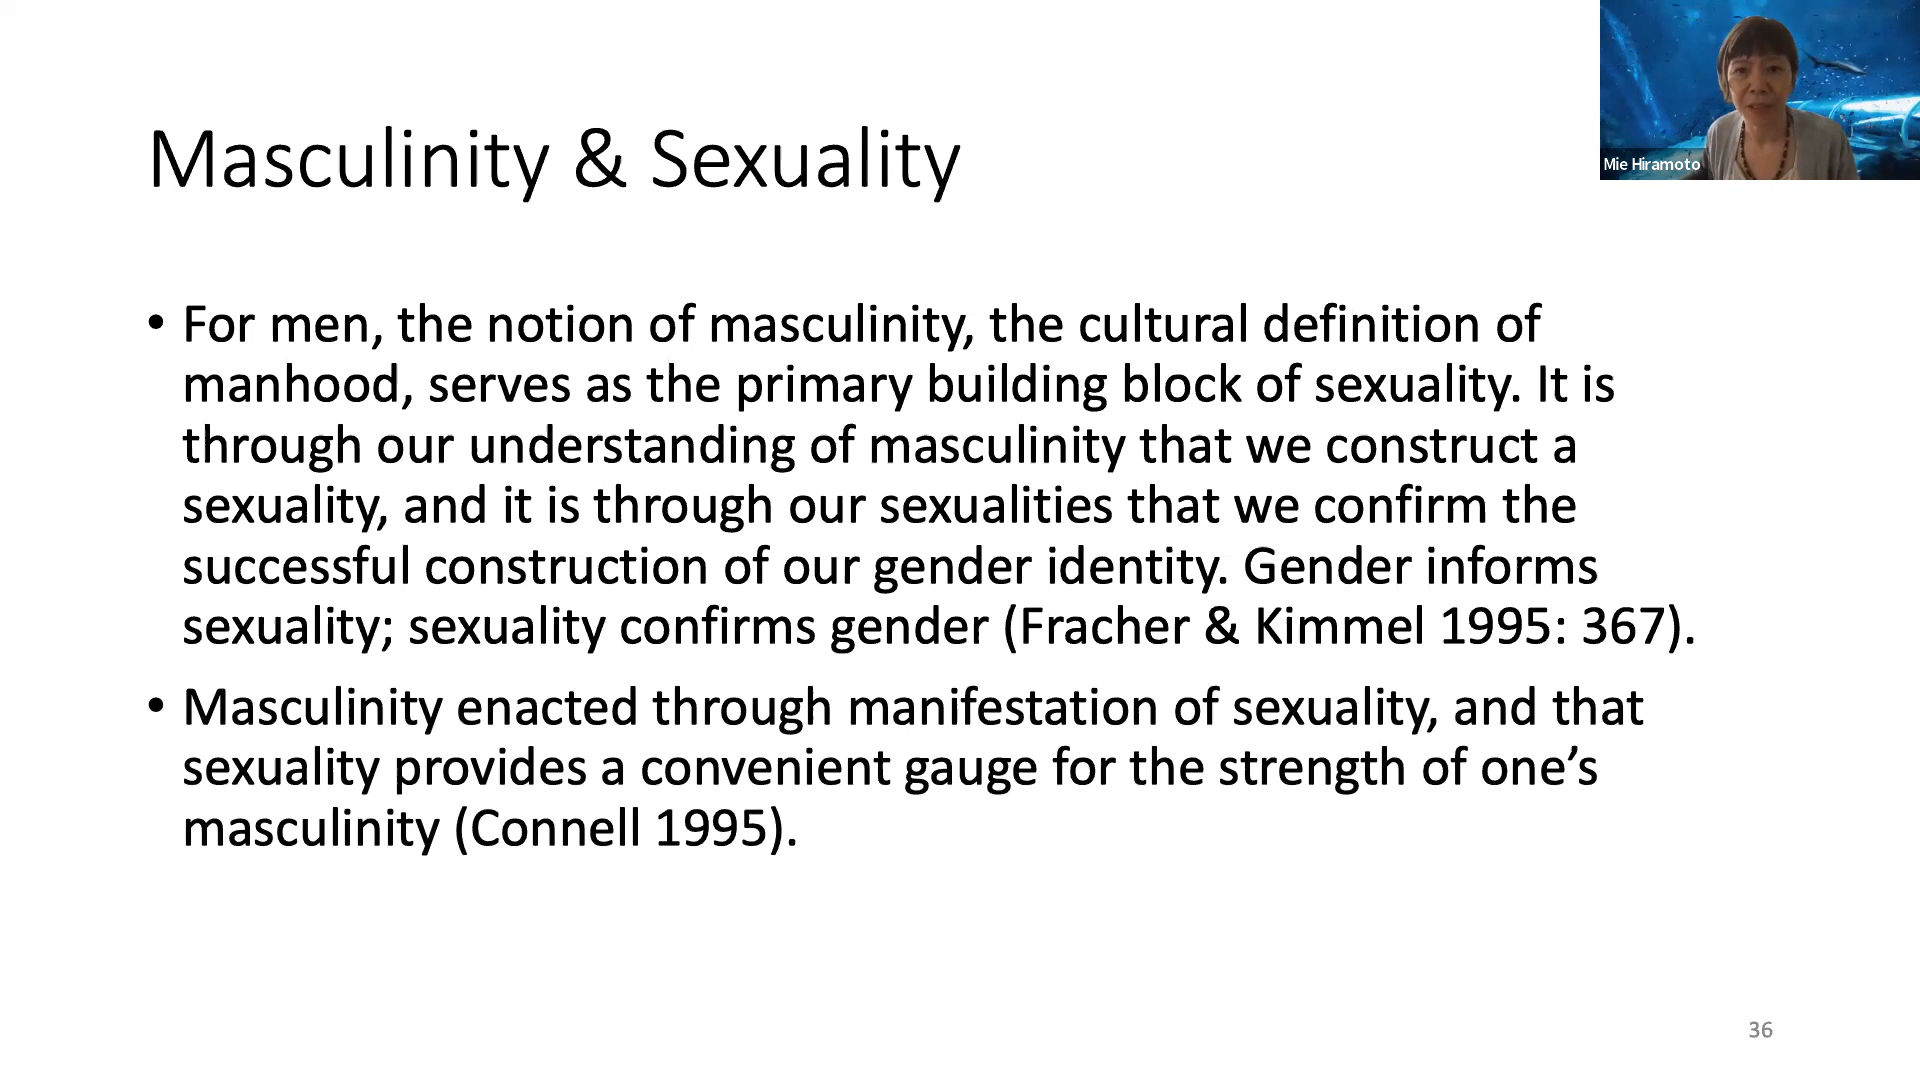 Mie Hiramoto
Masculinity & Sexuality
• For men, the notion of masculinity, the cultural definition of
manhood, serves as the primary building block of sexuality. It is
through our understanding of masculinity that we construct a
sexuality, and it is through our sexualities that we confirm the
successful construction of our gender identity. Gender informs
sexuality; sexuality confirms gender (Fracher & Kimmel 1995: 367).
• Masculinity enacted through manifestation of sexuality, and that
sexuality provides a convenient gauge for the strength of one’s
masculinity (Connell 1995).
36